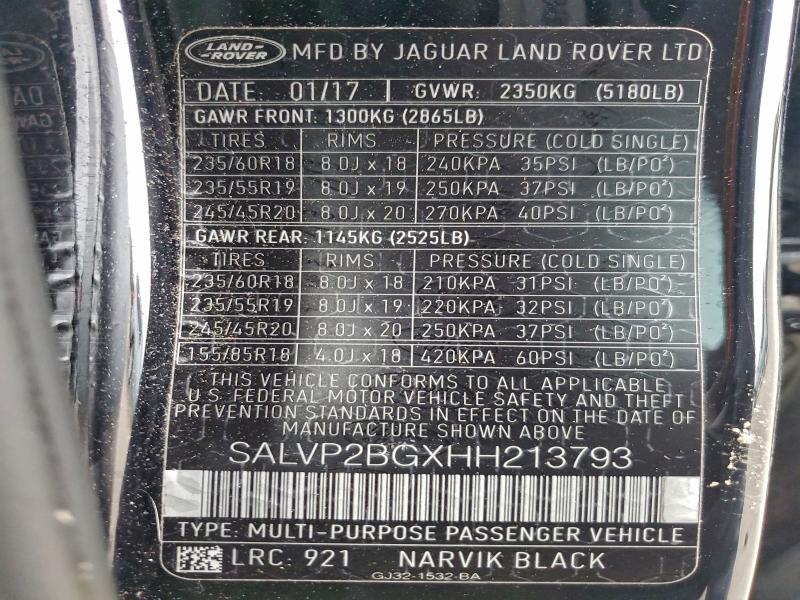 LAND-ROVER MFD BY JAGUAR LAND ROVER LTD
DATE: 01/17 GVWR: 2350KG (5180LB)
GAWR FRONT: 1300KG (2865LB)
TIRES RIMS PRESSURE (COLD SINGLE)
235/60R18 8.0J x 18 240KPA 35PSI (LB/PO²)
235/55R19 8.0J x 19 250KPA 37PSI (LB/PO²)
245/45R20 8.0J x 20 270KPA 40PSI (LB/PO²)
GAWR REAR: 1145KG (2525LB)
TIRES RIMS PRESSURE (COLD SINGLE)
235/60R18 8.0J x 18 210KPA 31PSI (LB/PO²)
235/55R19 8.0J x 19 220KPA 32PSI (LB/PO²)
245/45R20 8.0J x 20 250KPA 37PSI (LB/PO²)
155/85R18 4.0J x 18 420KPA 60PSI (LB/PO²)
THIS VEHICLE CONFORMS TO ALL APPLICABLE
U.S. FEDERAL MOTOR VEHICLE SAFETY AND THEFT
PREVENTION STANDARDS IN EFFECT ON THE DATE OF
MANUFACTURE SHOWN ABOVE
SALVP2BGXHH213793
TYPE: MULTI-PURPOSE PASSENGER VEHICLE
LRC: 921 NARVIK BLACK
GJ32-1532-BA